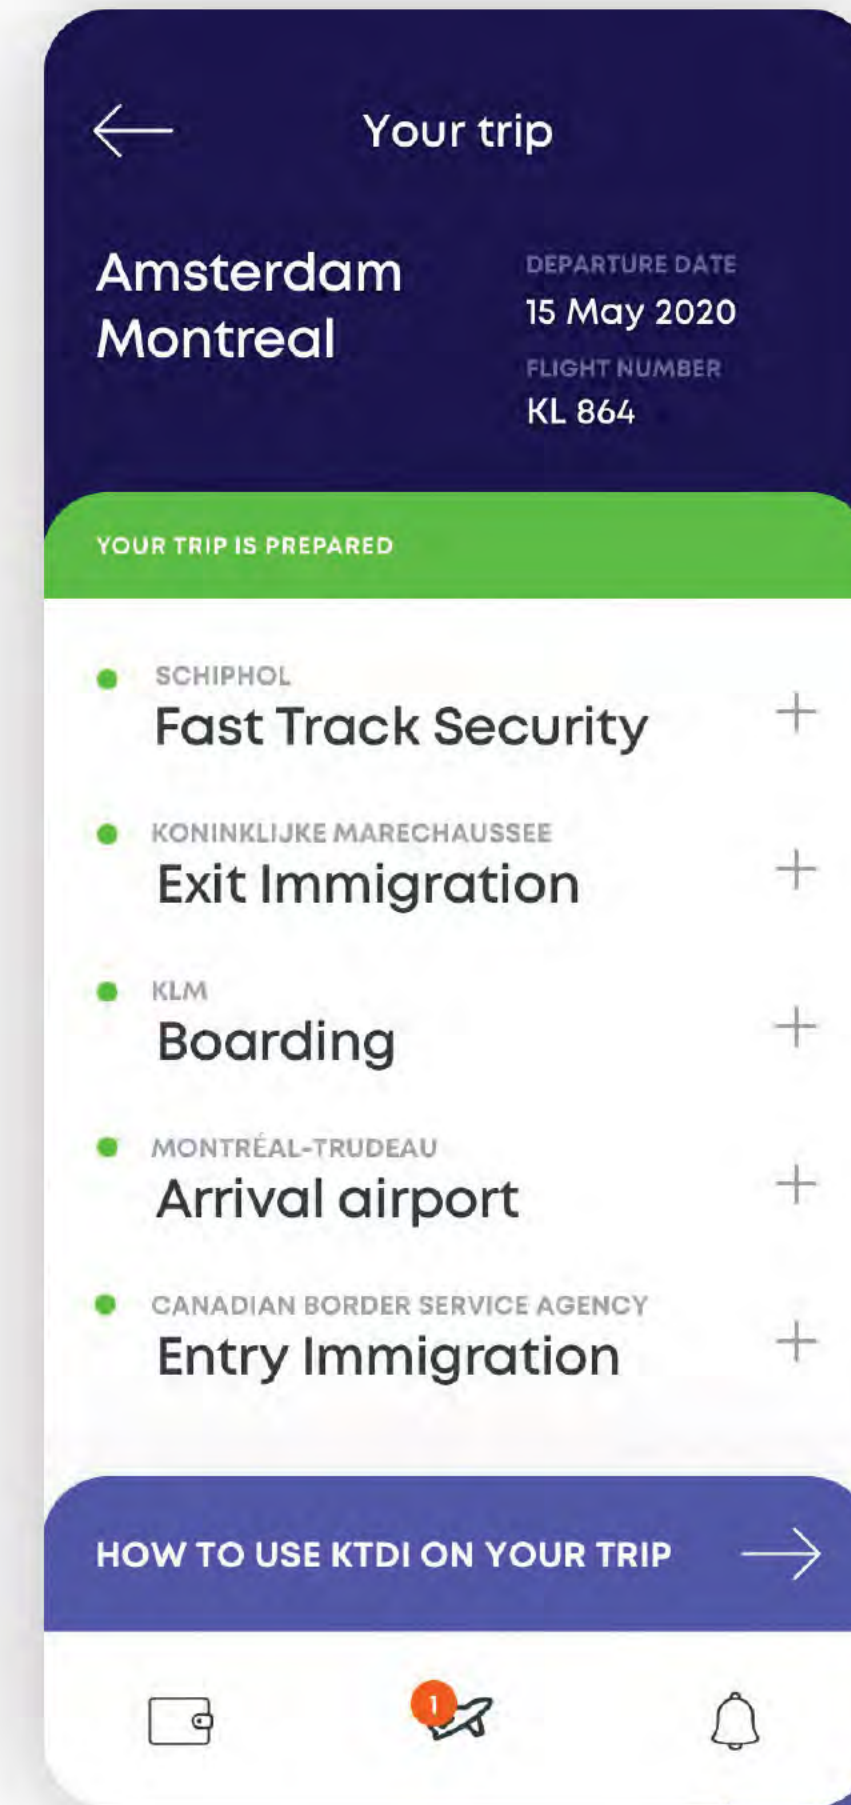 Your trip
Amsterdam
Montreal
DEPARTURE DATE
15 May 2020
FLIGHT NUMBER
KL 864
YOUR TRIP IS PREPARED
SCHIPHOL
Fast Track Security
KONINKLIJKE MARECHAUSSEE
Exit Immigration
KLM
Boarding
MONTRÉAL-TRUDEAU
Arrival airport
CANADIAN BORDER SERVICE AGENCY
Entry Immigration
HOW TO USE KTDI ON YOUR TRIP
1